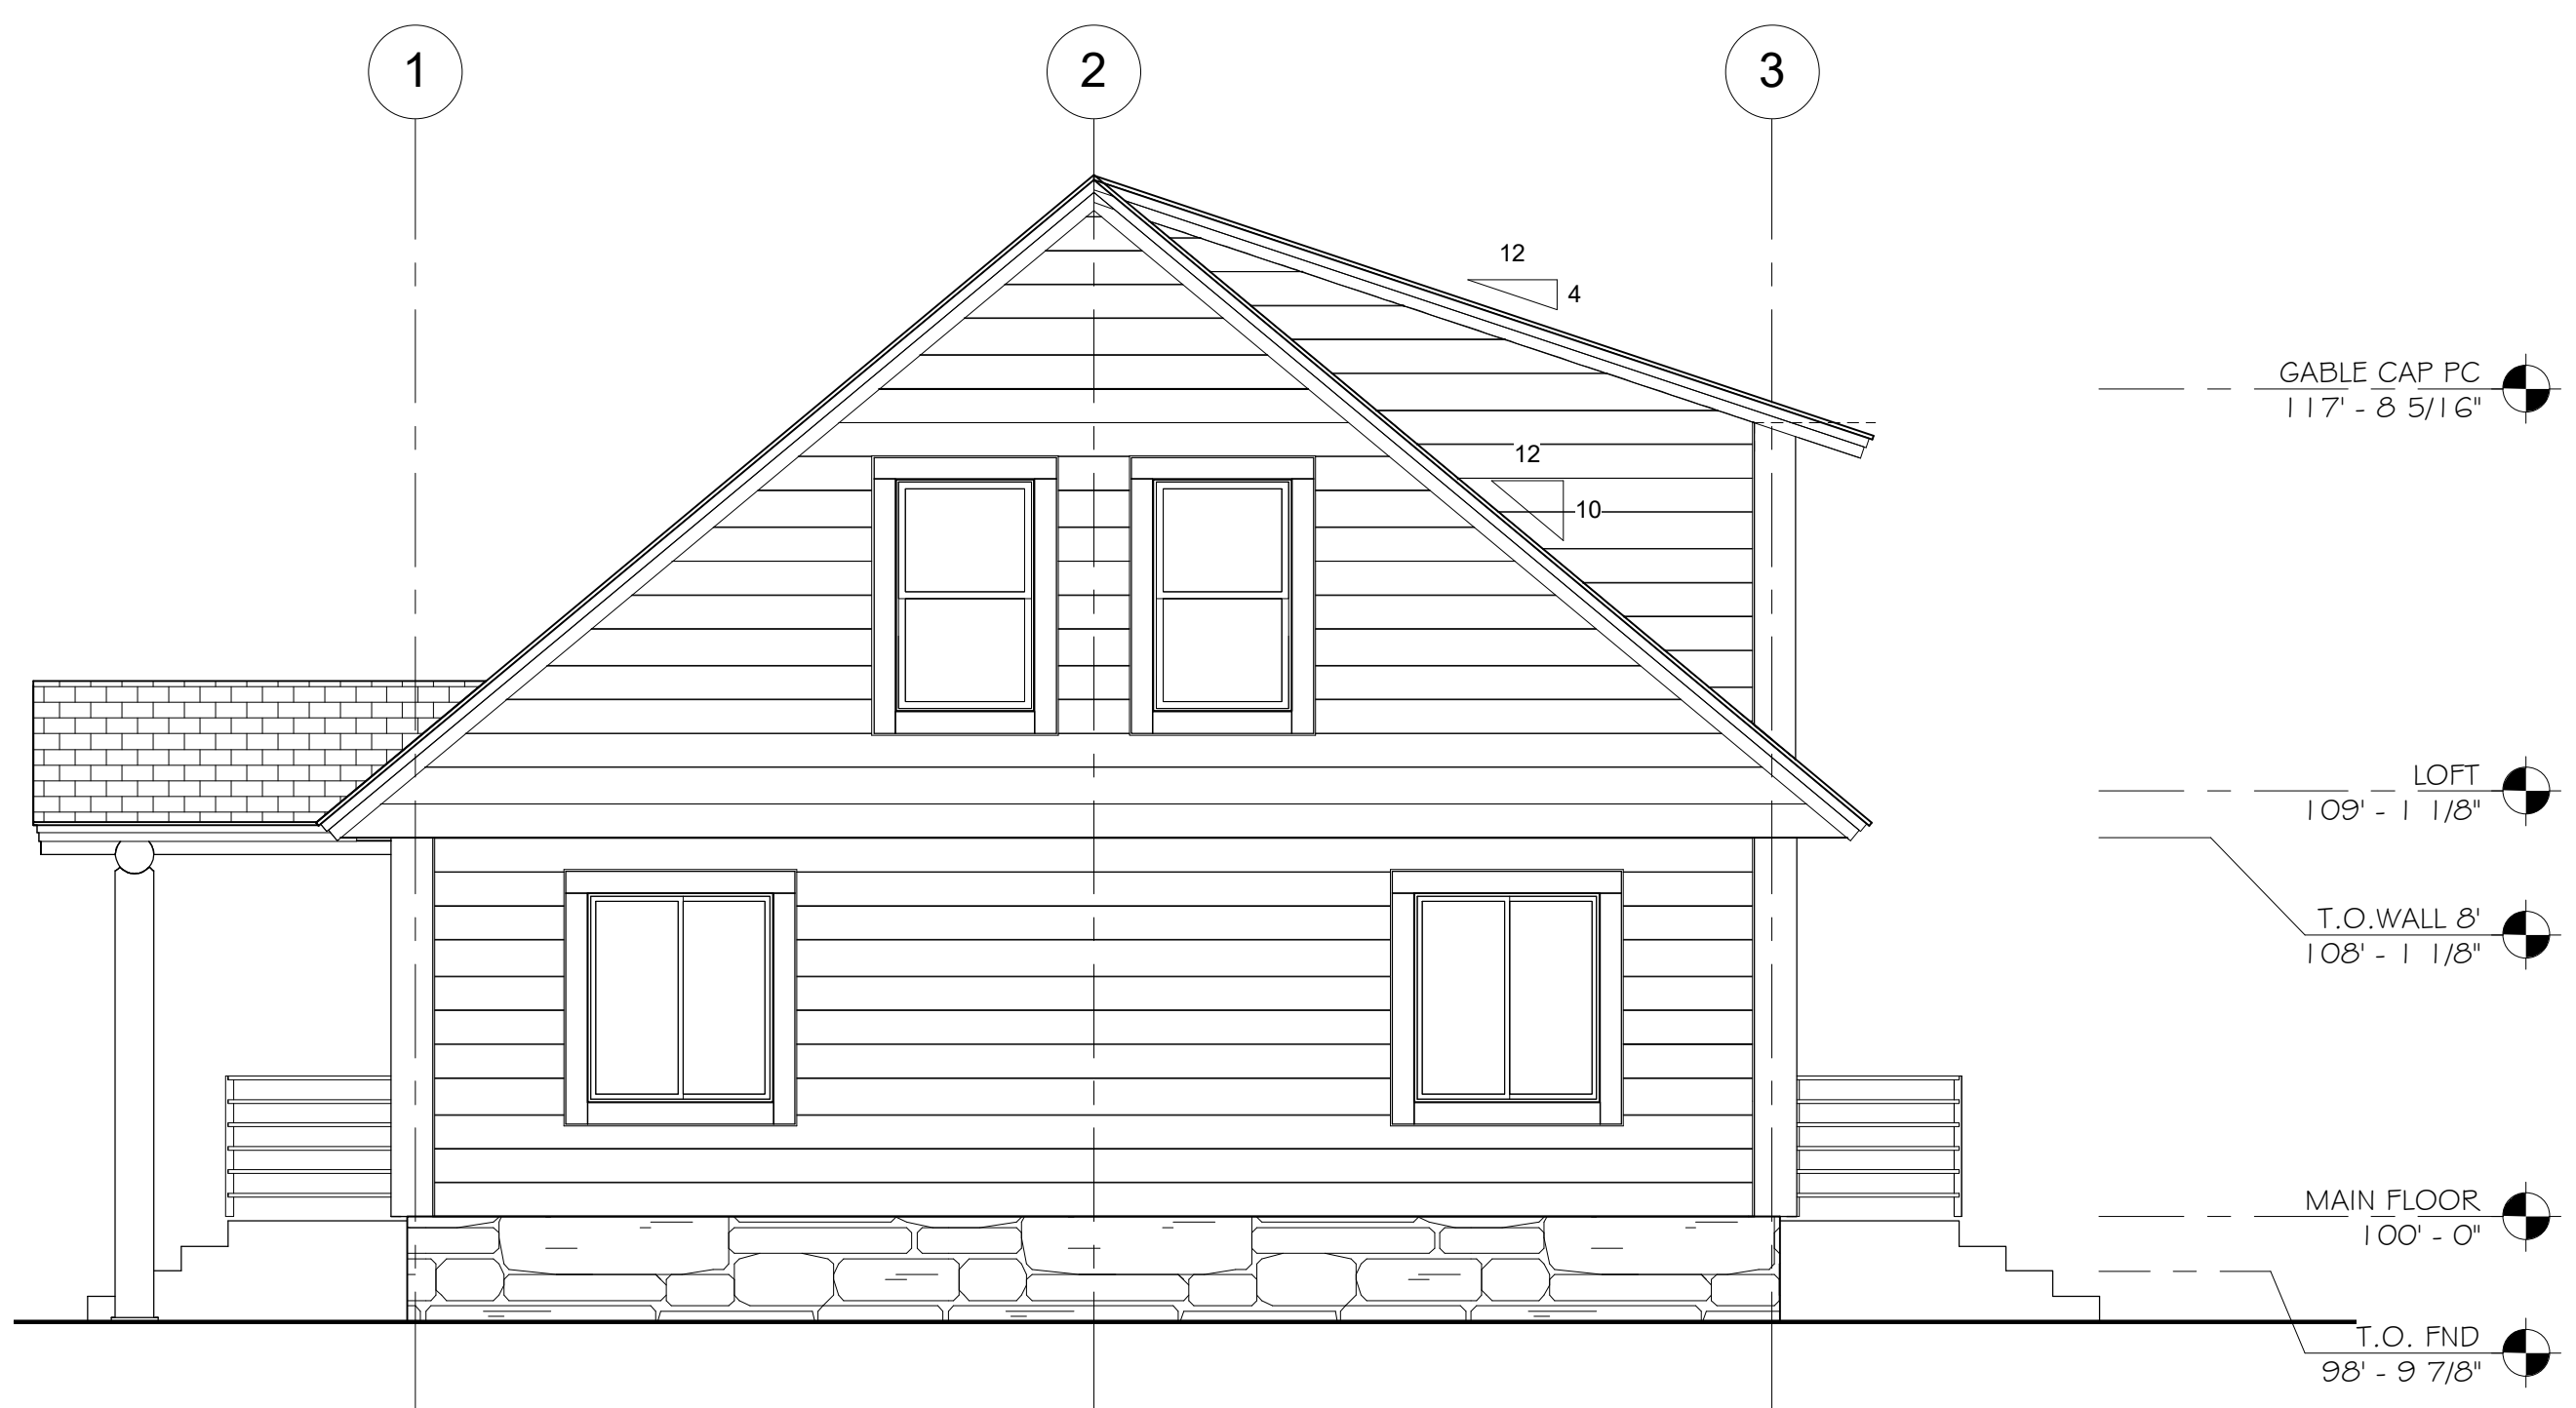 1
2
3
12
4
GABLE CAP PC
117' - 8 5/16"
12
10
LOFT
109' - 1 1/8"
T.O.WALL 8'
108' - 1 1/8"
MAIN FLOOR
100' - 0"
T.O. FND
98' - 9 7/8"